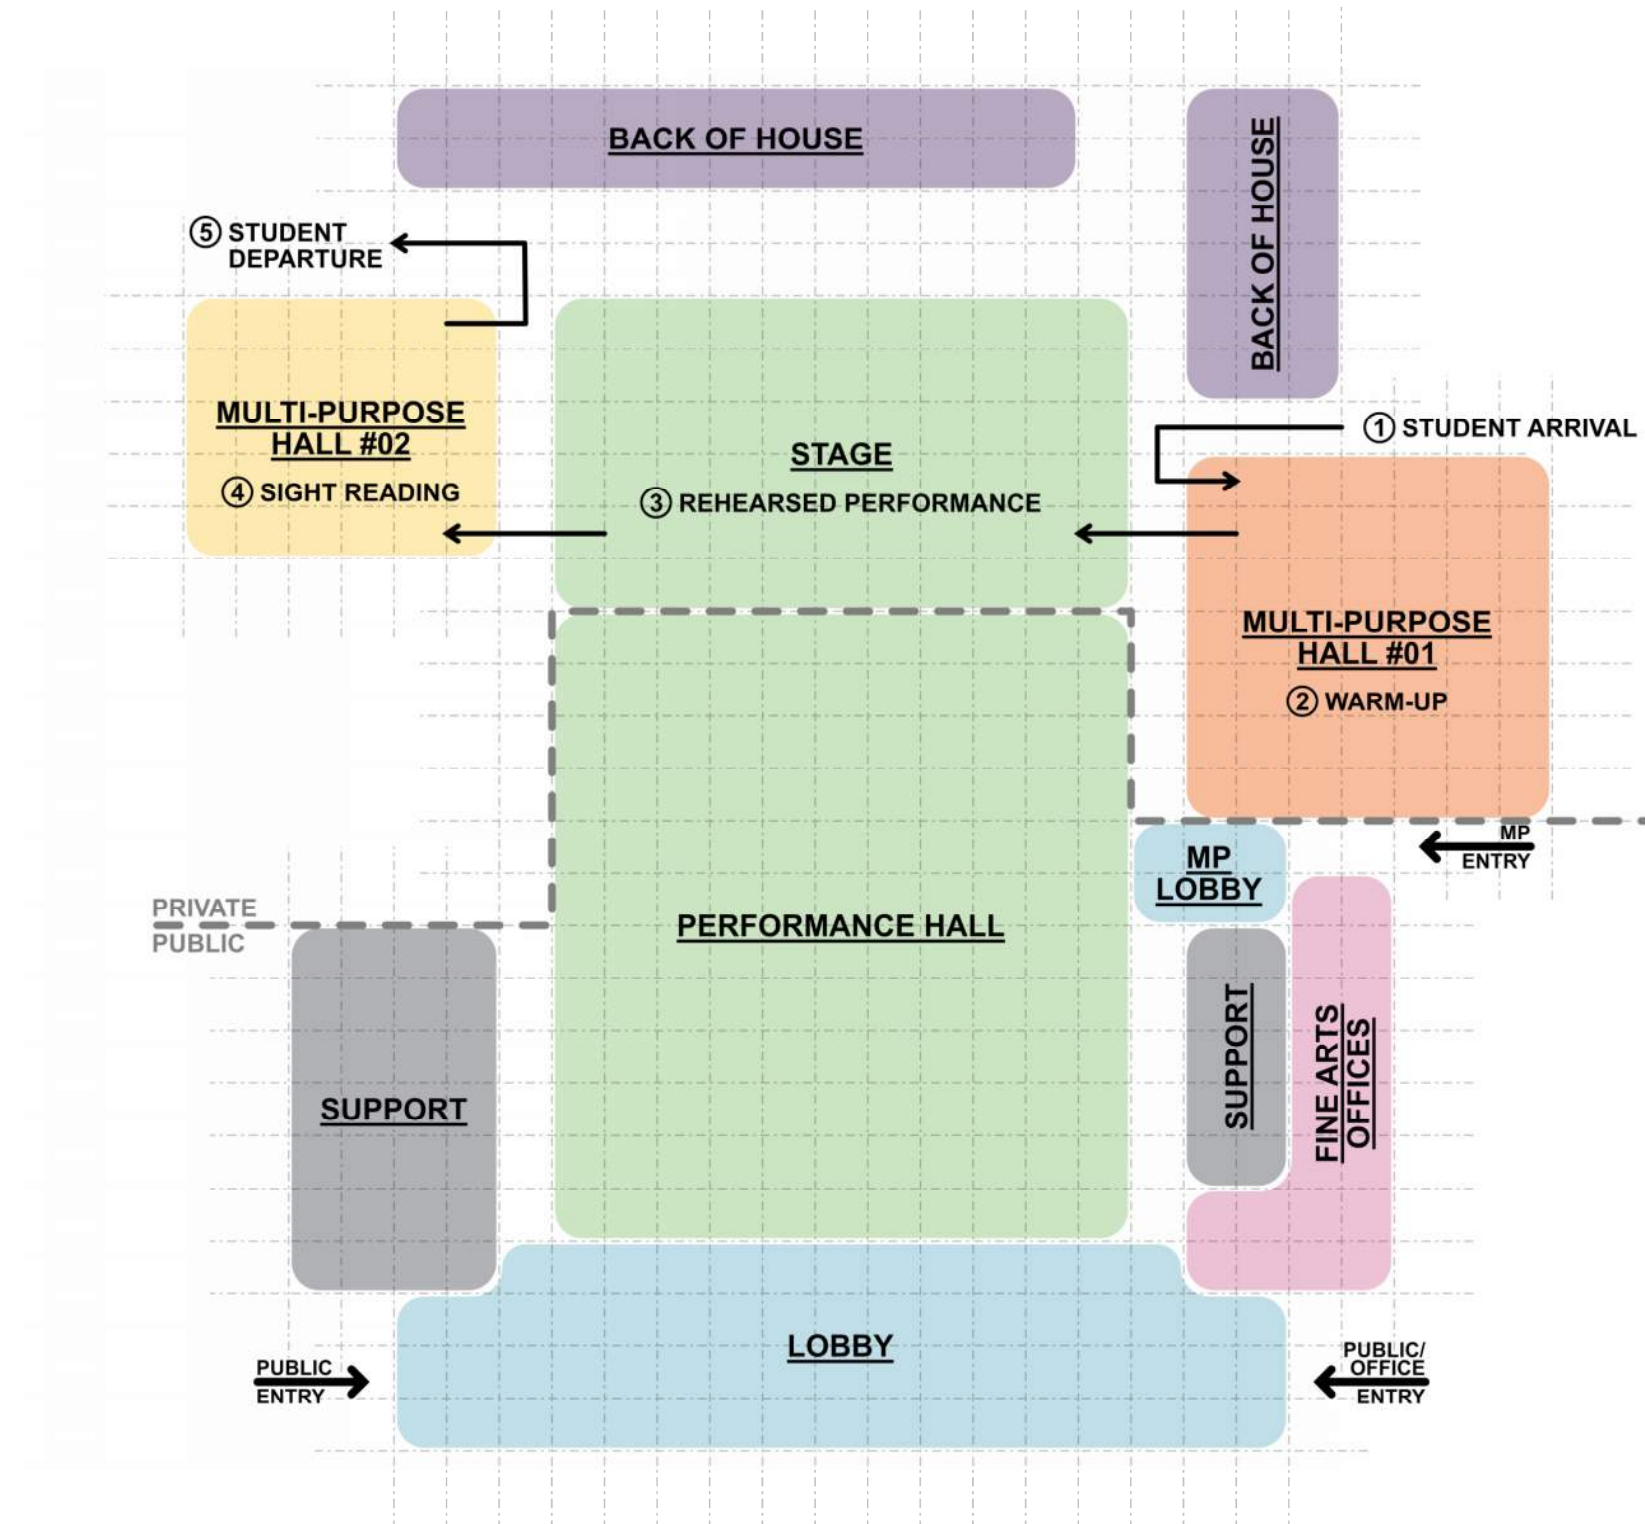 BACK OF HOUSE
BACK OF HOUSE
⑤ STUDENT
DEPARTURE
① STUDENT ARRIVAL
MULTI-PURPOSE
HALL #02
④ SIGHT READING
STAGE
③ REHEARSED PERFORMANCE
MULTI-PURPOSE
HALL #01
② WARM-UP
MP
ENTRY
MP
LOBBY
PRIVATE
PUBLIC
PERFORMANCE HALL
SUPPORT
SUPPORT
FINE ARTS
OFFICES
LOBBY
PUBLIC
ENTRY
PUBLIC/
OFFICE
ENTRY